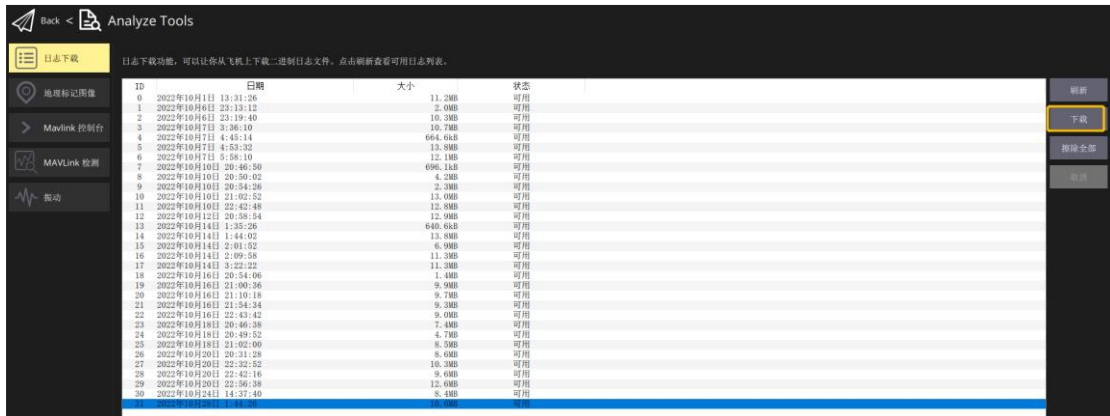 Back < Analyze Tools
日志下载
日志下载功能，可以让你从飞机上下载二进制日志文件。点击刷新查看可用日志列表。
地理标记图像
Mavlink 控制台
MAVLink 检测
振动
ID 日期 大小 状态
0 2022年10月1日 13:31:26 11.2MB 可用
1 2022年10月6日 23:13:12 2.0MB 可用
2 2022年10月6日 23:19:40 10.3MB 可用
3 2022年10月7日 3:36:10 10.7MB 可用
4 2022年10月7日 4:45:14 664.6kB 可用
5 2022年10月7日 4:53:32 13.8MB 可用
6 2022年10月7日 5:58:10 12.1MB 可用
7 2022年10月10日 20:46:50 696.1kB 可用
8 2022年10月10日 20:50:02 4.2MB 可用
9 2022年10月10日 20:54:26 2.3MB 可用
10 2022年10月10日 21:02:52 13.0MB 可用
11 2022年10月10日 22:42:48 12.8MB 可用
12 2022年10月12日 20:58:54 12.9MB 可用
13 2022年10月14日 1:35:26 640.6kB 可用
14 2022年10月14日 1:44:02 13.8MB 可用
15 2022年10月14日 2:01:52 6.9MB 可用
16 2022年10月14日 2:09:58 11.3MB 可用
17 2022年10月14日 3:22:22 11.3MB 可用
18 2022年10月16日 20:54:06 1.4MB 可用
19 2022年10月16日 21:00:36 9.9MB 可用
20 2022年10月16日 21:10:18 9.7MB 可用
21 2022年10月16日 21:54:34 9.3MB 可用
22 2022年10月16日 22:43:42 9.0MB 可用
23 2022年10月18日 20:46:38 7.4MB 可用
24 2022年10月18日 20:49:52 4.7MB 可用
25 2022年10月18日 21:02:00 8.5MB 可用
26 2022年10月20日 20:31:28 8.6MB 可用
27 2022年10月20日 22:32:52 10.3MB 可用
28 2022年10月20日 22:42:16 9.6MB 可用
29 2022年10月20日 22:56:38 12.6MB 可用
30 2022年10月24日 14:37:40 8.4MB 可用
31 2022年10月28日 1:44:26 10.6MB 可用
刷新
下载
擦除全部
取消